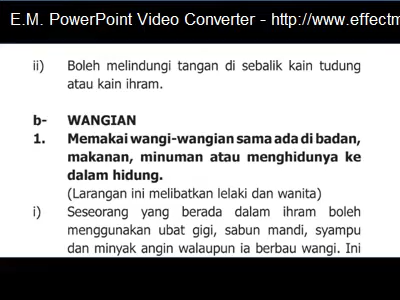 E.M. PowerPoint Video Converter - http://www.effectm
ii) Boleh melindungi tangan di sebalik kain tudung
atau kain ihram.
b- WANGIAN
1. Memakai wangi-wangian sama ada di badan,
makanan, minuman atau menghidunya ke
dalam hidung.
(Larangan ini melibatkan lelaki dan wanita)
i) Seseorang yang berada dalam ihram boleh
menggunakan ubat gigi, sabun mandi, syampu
dan minyak angin walaupun ia berbau wangi. Ini